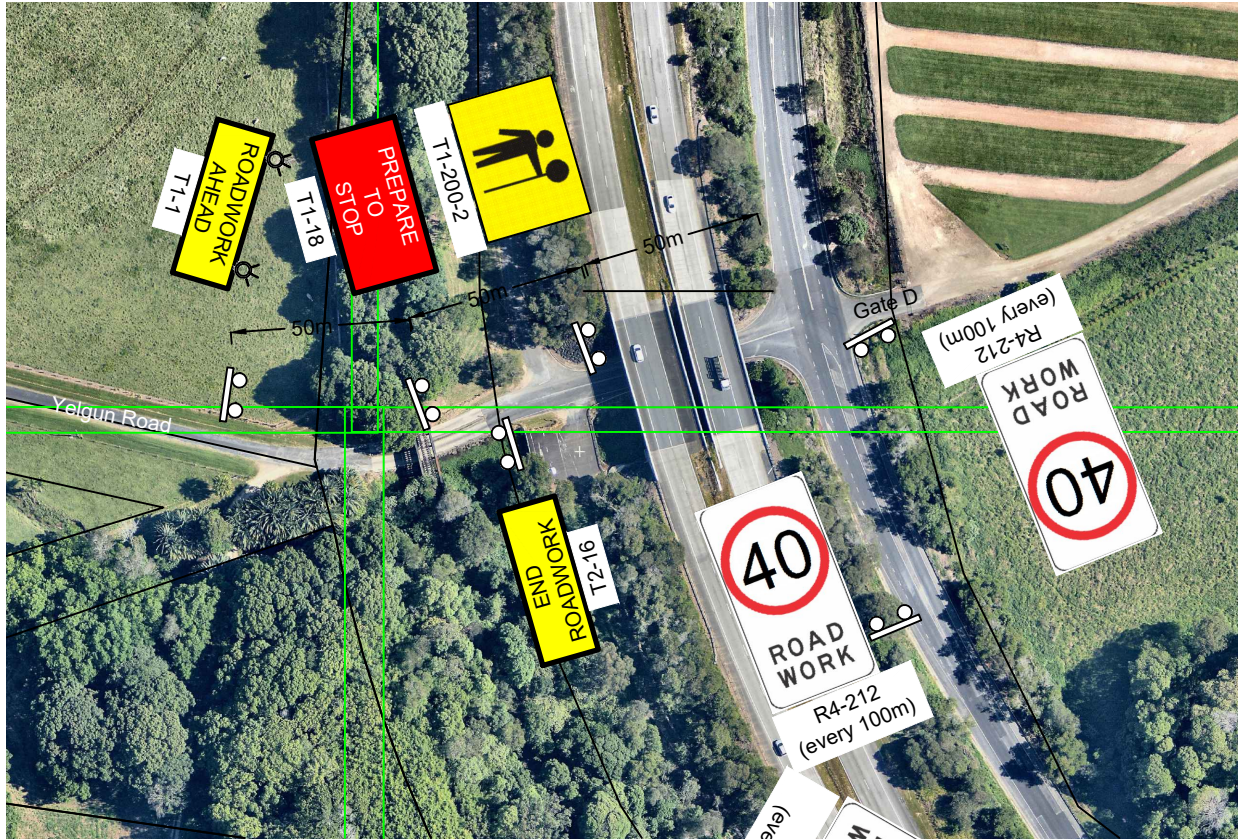 ROADWORK
AHEAD
T1-1
PREPARE
TO
STOP
T1-18
T1-200-2
50m
50m
50m
Yelgun Road
Gate D
R4-212
(every 100m)
ROAD
WORK
40
END
ROADWORK
T2-16
40
ROAD
WORK
R4-212
(every 100m)